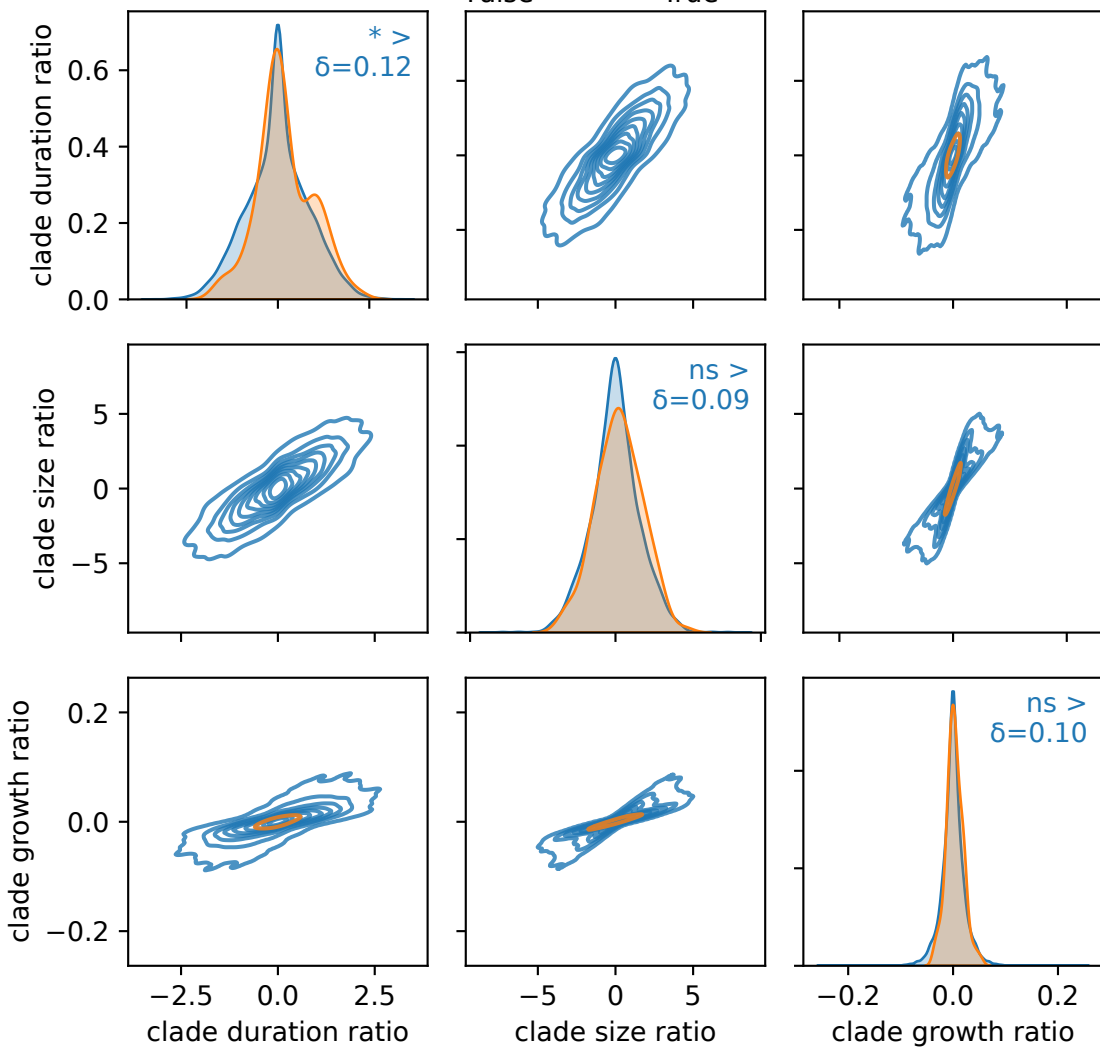 clade duration ratio
0.6
0.4
0.2
0.0
* >
δ=0.12
clade size ratio
5
0
−5
ns >
δ=0.09
clade growth ratio
0.2
0.0
−0.2
ns >
δ=0.10
−2.5 0.0 2.5
−5 0 5
−0.2 0.0 0.2
clade duration ratio
clade size ratio
clade growth ratio